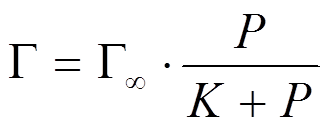 Γ = Γ∞ · P / (K + P)